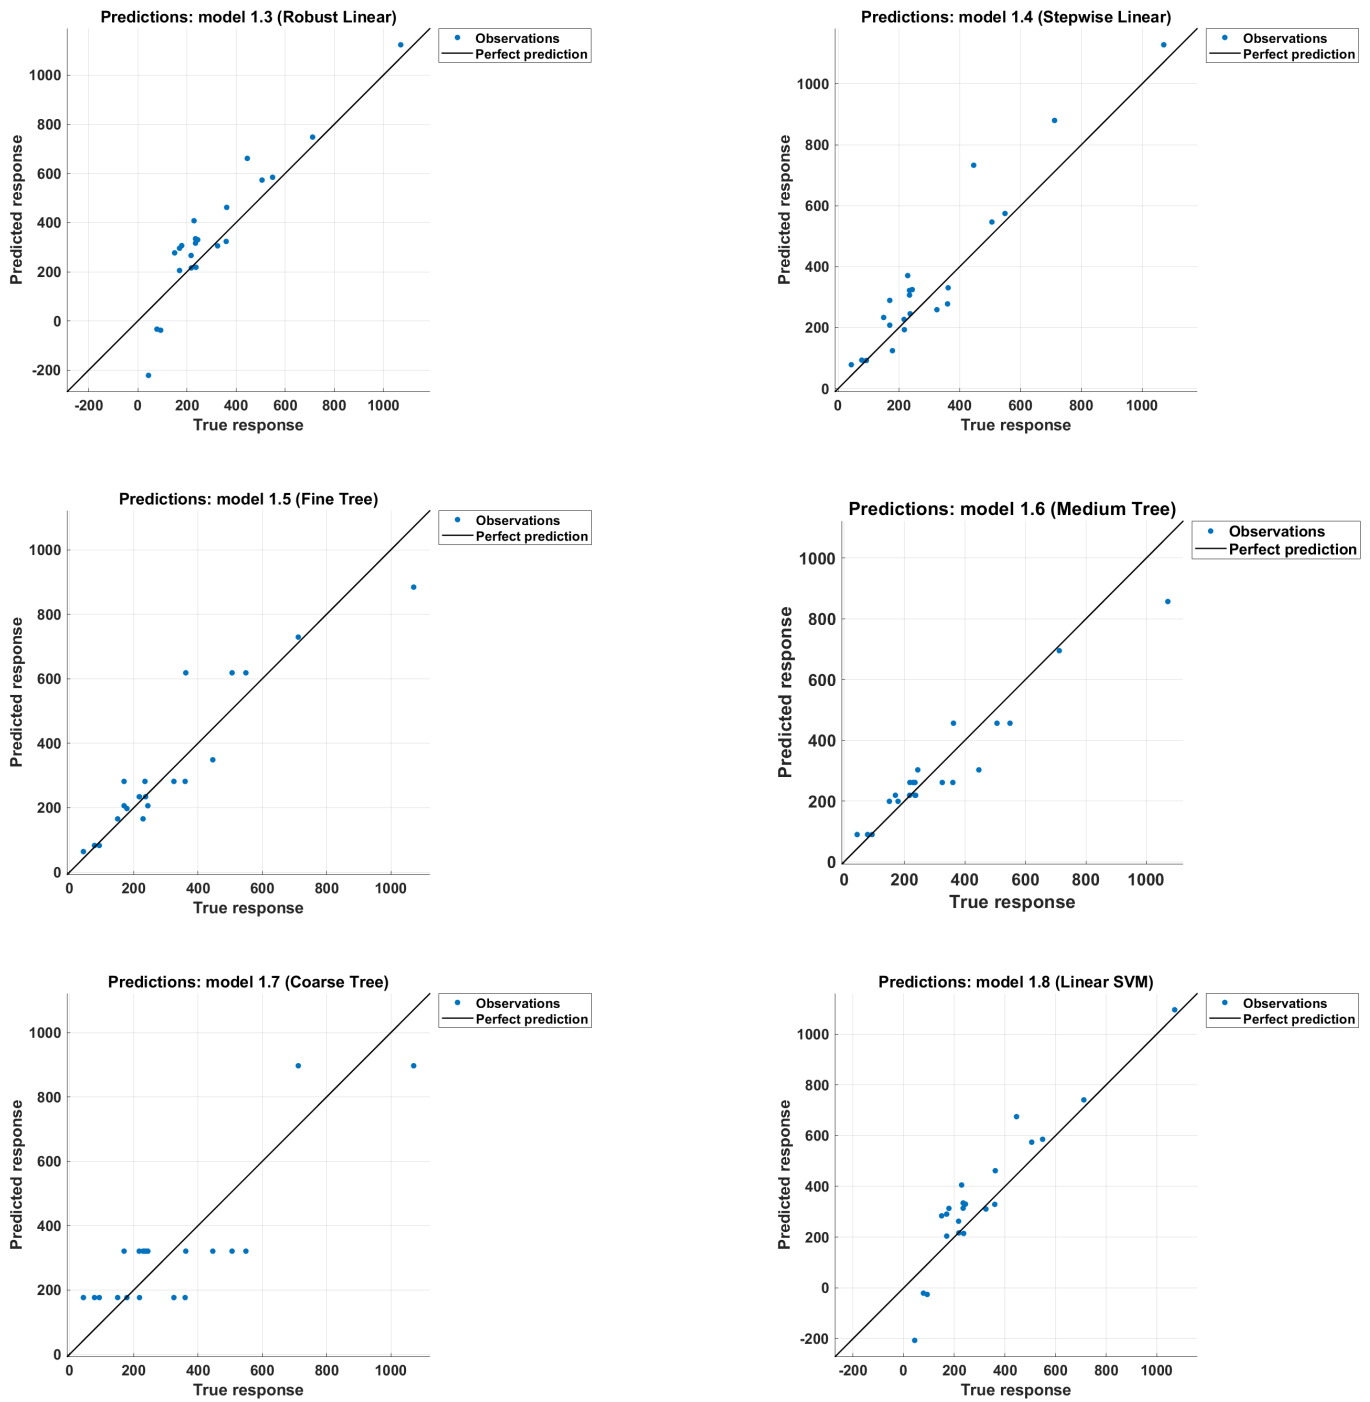 Predictions: model 1.3 (Robust Linear)
Observations
Perfect prediction
1000
800
600
400
200
0
-200
Predicted response
-200 0 200 400 600 800 1000
True response
Predictions: model 1.4 (Stepwise Linear)
Observations
Perfect prediction
1000
800
600
400
200
0
Predicted response
0 200 400 600 800 1000
True response
Predictions: model 1.5 (Fine Tree)
Observations
Perfect prediction
1000
800
600
400
200
0
Predicted response
0 200 400 600 800 1000
True response
Predictions: model 1.6 (Medium Tree)
Observations
Perfect prediction
1000
800
600
400
200
0
Predicted response
0 200 400 600 800 1000
True response
Predictions: model 1.7 (Coarse Tree)
Observations
Perfect prediction
1000
800
600
400
200
0
Predicted response
0 200 400 600 800 1000
True response
Predictions: model 1.8 (Linear SVM)
Observations
Perfect prediction
1000
800
600
400
200
0
-200
Predicted response
-200 0 200 400 600 800 1000
True response